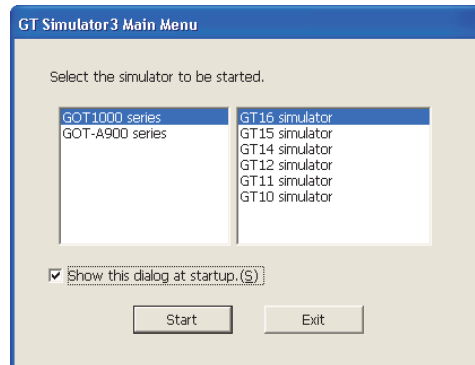 GT Simulator3 Main Menu
Select the simulator to be started.
GOT1000 series
GOT-A900 series
GT16 simulator
GT15 simulator
GT14 simulator
GT12 simulator
GT11 simulator
GT10 simulator
Show this dialog at startup.(S)
Start
Exit